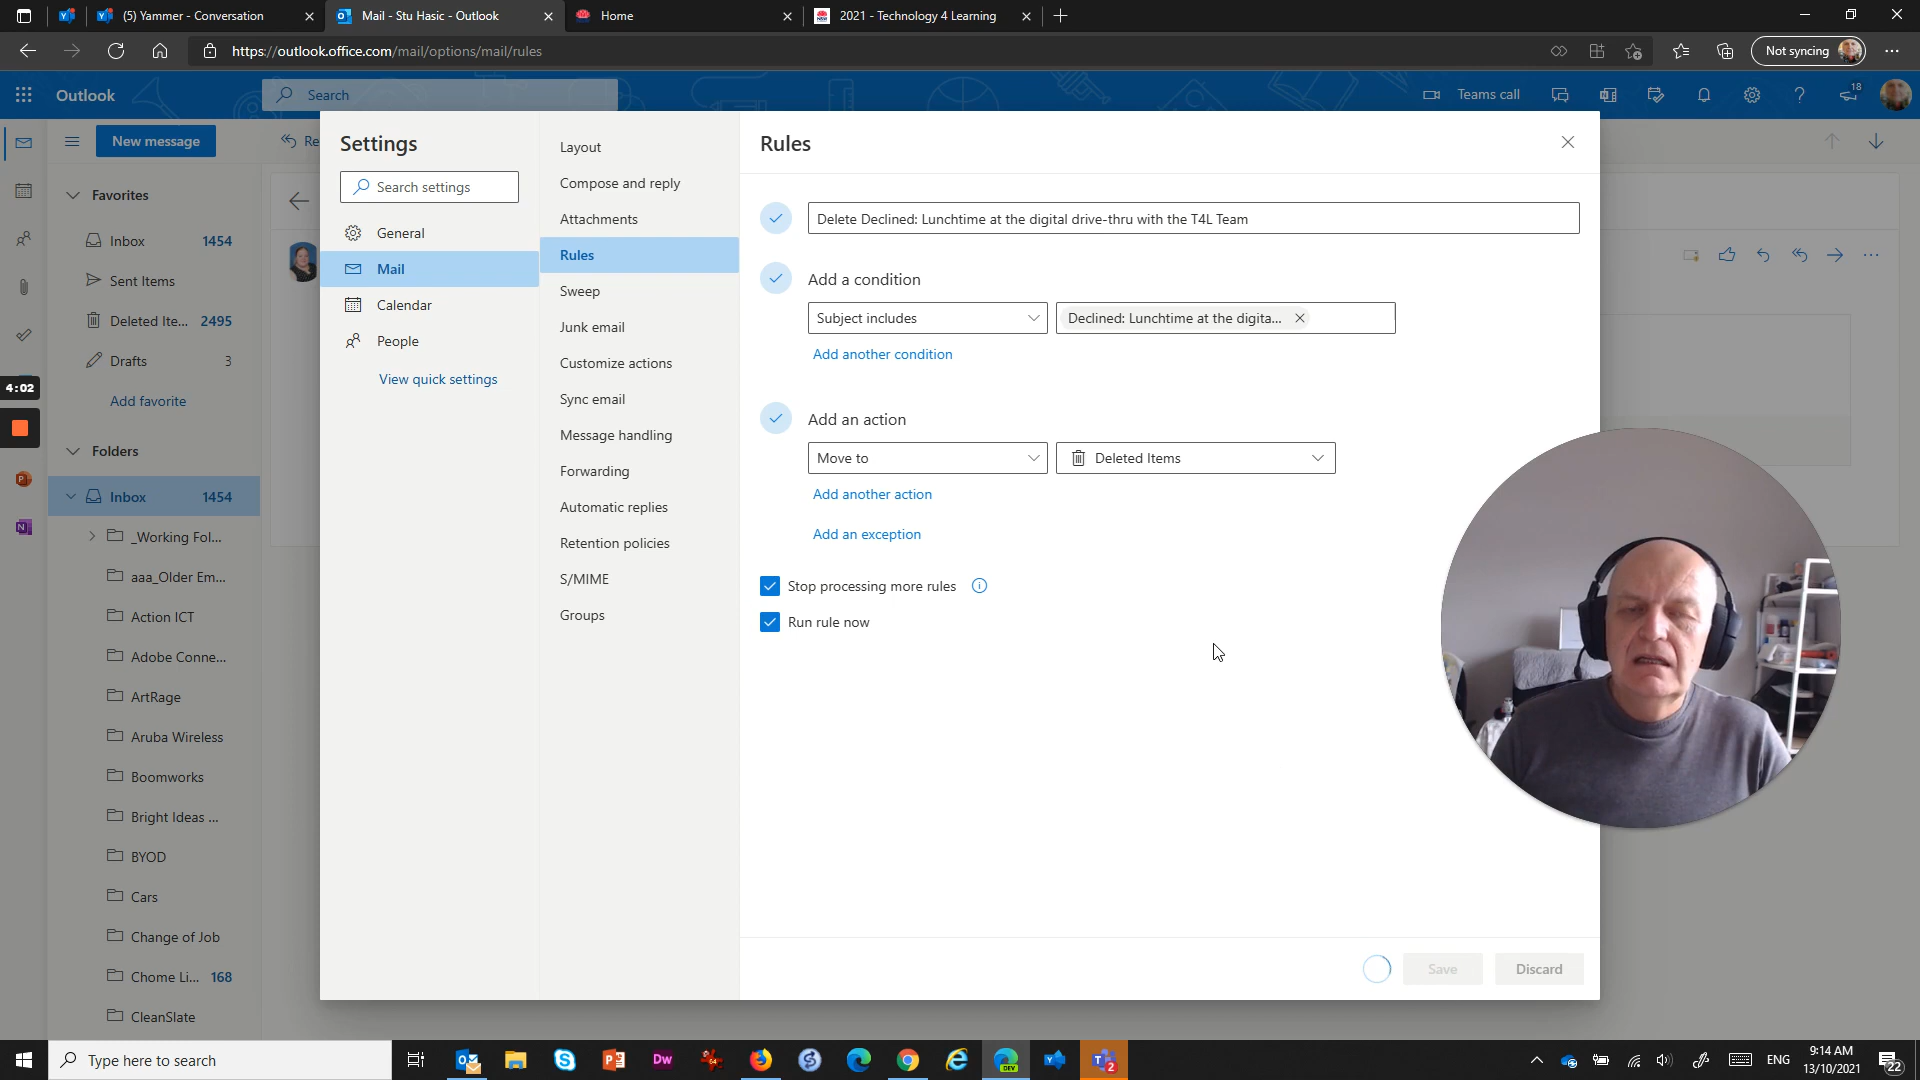 (5) Yammer - Conversation
Mail - Stu Hasic - Outlook
Home
2021 - Technology 4 Learning
https://outlook.office.com/mail/options/mail/rules
Not syncing
Outlook
Search
Teams call
18
New message
Re
Favorites
Inbox 1454
Sent Items
Deleted Ite... 2495
Drafts 3
Add favorite
4:02
Folders
Inbox 1454
_Working Fol...
aaa_Older Em...
Action ICT
Adobe Conne...
ArtRage
Aruba Wireless
Boomworks
Bright Ideas ...
BYOD
Cars
Change of Job
Chome Li... 168
CleanSlate
Settings
Search settings
General
Mail
Calendar
People
View quick settings
Layout
Compose and reply
Attachments
Rules
Sweep
Junk email
Customize actions
Sync email
Message handling
Forwarding
Automatic replies
Retention policies
S/MIME
Groups
Rules
Delete Declined: Lunchtime at the digital drive-thru with the T4L Team
Add a condition
Subject includes
Declined: Lunchtime at the digita...
Add another condition
Add an action
Move to
Deleted Items
Add another action
Add an exception
Stop processing more rules
Run rule now
Save
Discard
Type here to search
Dw
DEV
2
ENG
9:14 AM
13/10/2021
22